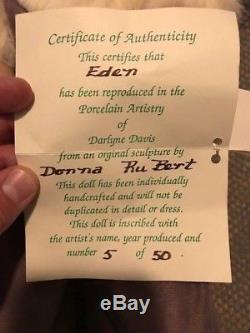 Certificate of Authenticity
This certifies that
Eden
has been reproduced in the
Porcelain Artistry
of
Darlyne Davis
from an orginal sculpture by
Donna RuBert
This doll has been individually
handcrafted and will not be
duplicated in detail or dress.
This doll is inscribed with
the artist's name, year produced and
number 5 of 50